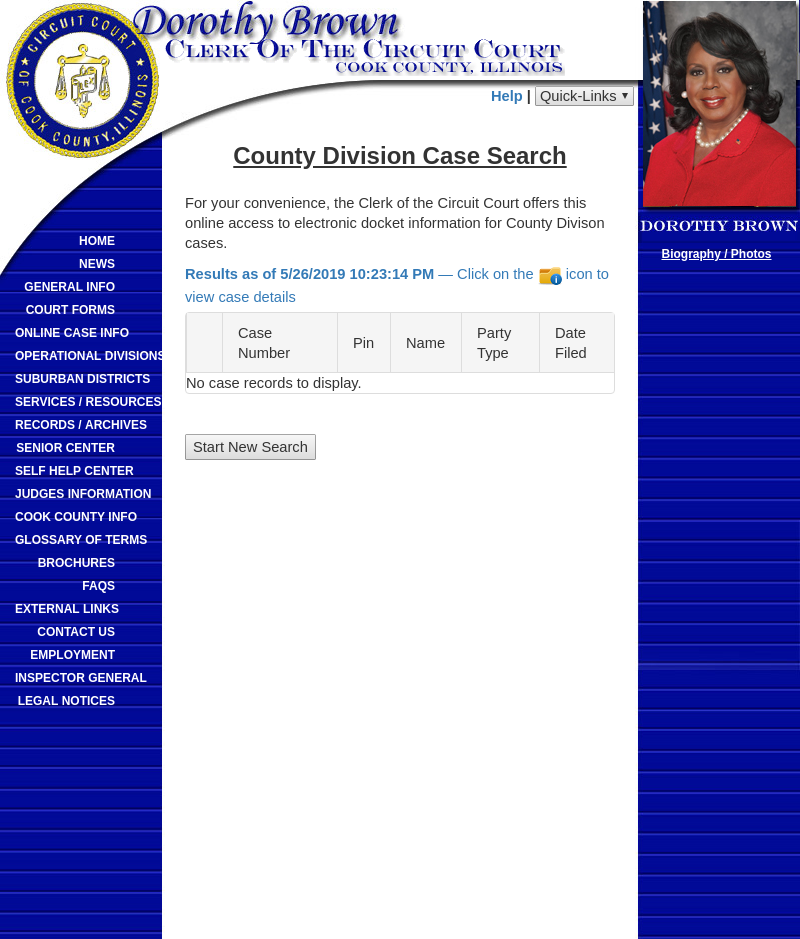 Dorothy Brown
CLERK OF THE CIRCUIT COURT
COOK COUNTY, ILLINOIS
CIRCUIT COURT
OF COOK COUNTY, ILLINOIS
Help | Quick-Links ▼
HOME
NEWS
GENERAL INFO
COURT FORMS
ONLINE CASE INFO
OPERATIONAL DIVISIONS
SUBURBAN DISTRICTS
SERVICES / RESOURCES
RECORDS / ARCHIVES
SENIOR CENTER
SELF HELP CENTER
JUDGES INFORMATION
COOK COUNTY INFO
GLOSSARY OF TERMS
BROCHURES
FAQS
EXTERNAL LINKS
CONTACT US
EMPLOYMENT
INSPECTOR GENERAL
LEGAL NOTICES
County Division Case Search
For your convenience, the Clerk of the Circuit Court offers this
online access to electronic docket information for County Divison
cases.
Results as of 5/26/2019 10:23:14 PM — Click on the icon to
view case details
Case Number Pin Name Party Type Date Filed
No case records to display.
Start New Search
DOROTHY BROWN
Biography / Photos